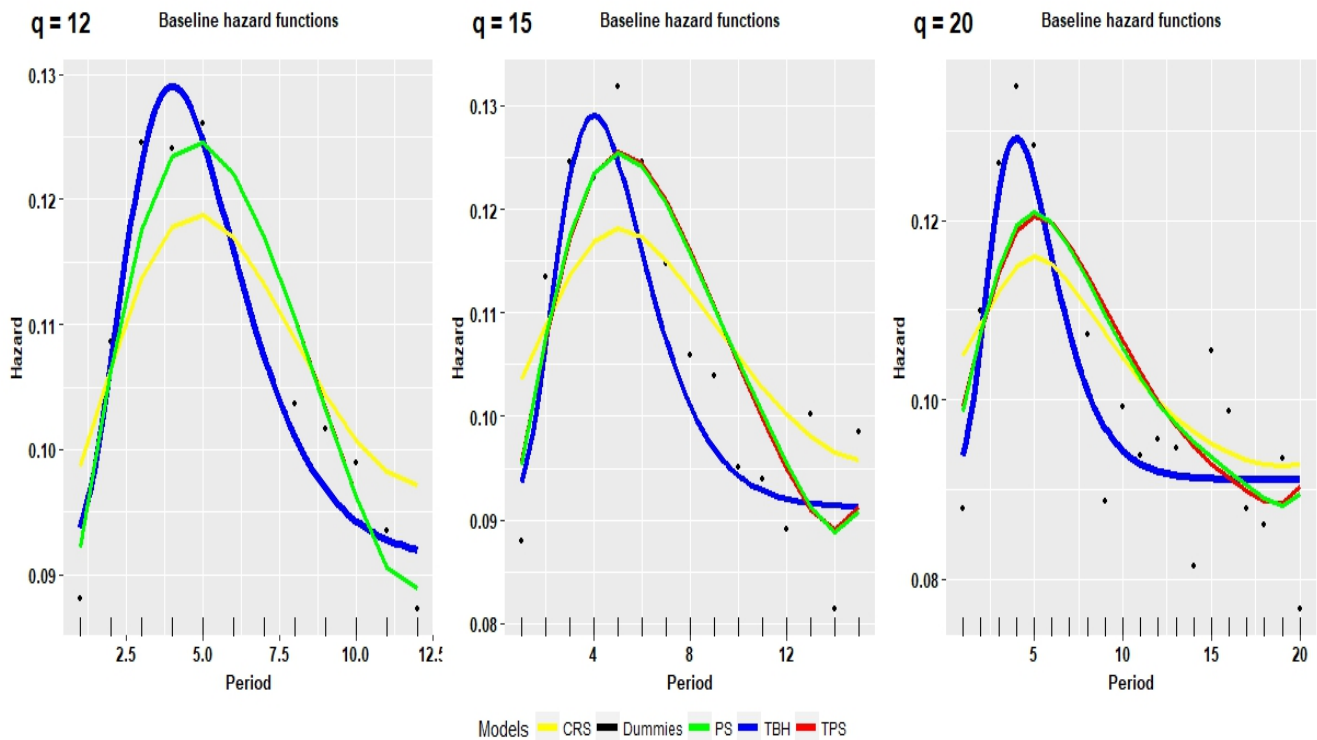 q = 12
Baseline hazard functions
0.13
0.12
0.11
0.10
0.09
Hazard
2.5
5.0
7.5
10.0
12.5
Period
q = 15
Baseline hazard functions
0.13
0.12
0.11
0.10
0.09
0.08
Hazard
4
8
12
Period
q = 20
Baseline hazard functions
0.12
0.10
0.08
Hazard
5
10
15
20
Period
Models CRS Dummies PS TBH TPS